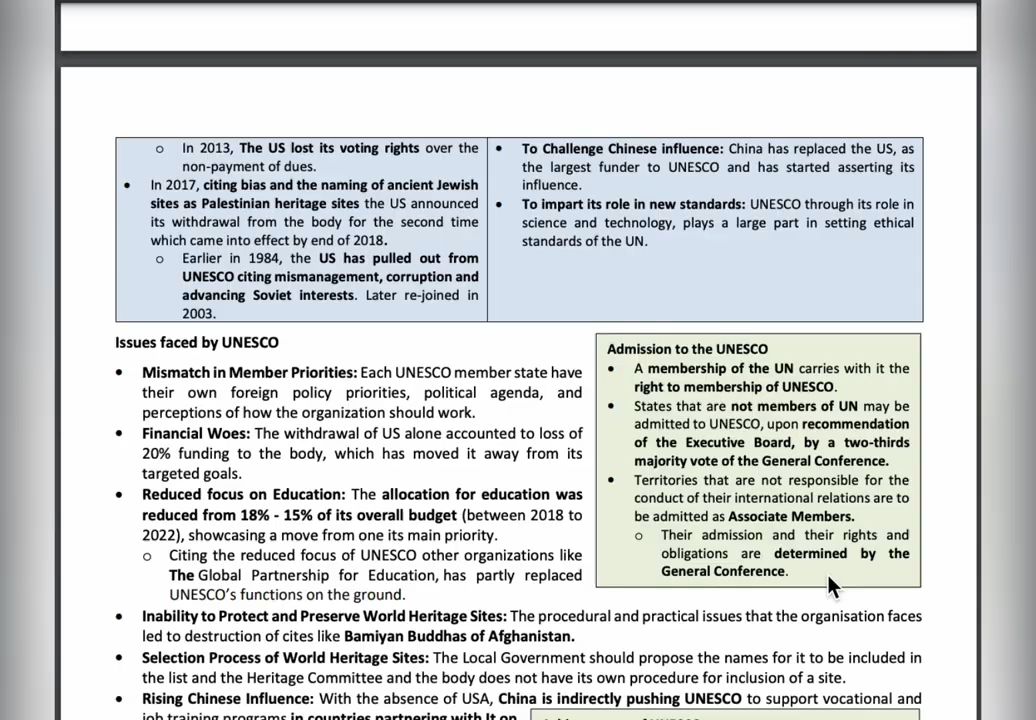 o In 2013, The US lost its voting rights over the
non-payment of dues.
• In 2017, citing bias and the naming of ancient Jewish
sites as Palestinian heritage sites the US announced
its withdrawal from the body for the second time
which came into effect by end of 2018.
o Earlier in 1984, the US has pulled out from
UNESCO citing mismanagement, corruption and
advancing Soviet interests. Later re-joined in
2003.
• To Challenge Chinese influence: China has replaced the US, as
the largest funder to UNESCO and has started asserting its
influence.
• To impart its role in new standards: UNESCO through its role in
science and technology, plays a large part in setting ethical
standards of the UN.
Issues faced by UNESCO
• Mismatch in Member Priorities: Each UNESCO member state have
their own foreign policy priorities, political agenda, and
perceptions of how the organization should work.
• Financial Woes: The withdrawal of US alone accounted to loss of
20% funding to the body, which has moved it away from its
targeted goals.
• Reduced focus on Education: The allocation for education was
reduced from 18% - 15% of its overall budget (between 2018 to
2022), showcasing a move from one its main priority.
o Citing the reduced focus of UNESCO other organizations like
The Global Partnership for Education, has partly replaced
UNESCO's functions on the ground.
Admission to the UNESCO
• A membership of the UN carries with it the
right to membership of UNESCO.
• States that are not members of UN may be
admitted to UNESCO, upon recommendation
of the Executive Board, by a two-thirds
majority vote of the General Conference.
• Territories that are not responsible for the
conduct of their international relations are to
be admitted as Associate Members.
o Their admission and their rights and
obligations are determined by the
General Conference.
• Inability to Protect and Preserve World Heritage Sites: The procedural and practical issues that the organisation faces
led to destruction of cites like Bamiyan Buddhas of Afghanistan.
• Selection Process of World Heritage Sites: The Local Government should propose the names for it to be included in
the list and the Heritage Committee and the body does not have its own procedure for inclusion of a site.
• Rising Chinese Influence: With the absence of USA, China is indirectly pushing UNESCO to support vocational and
job training programs in countries partnering with it on